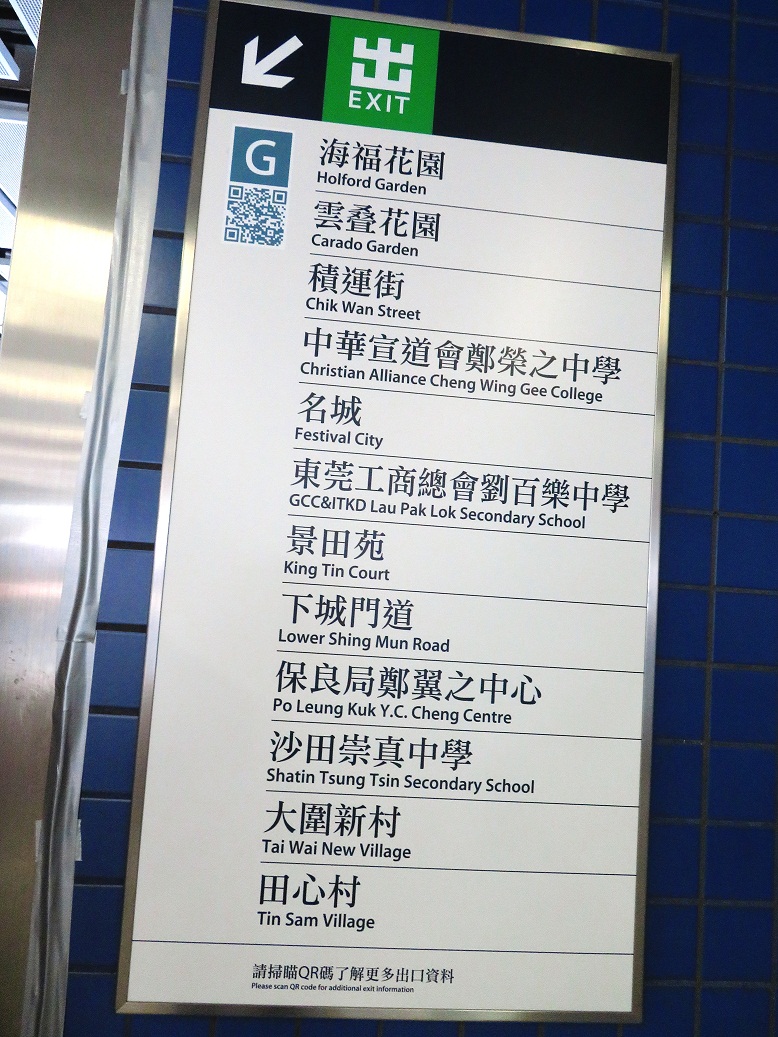 出
EXIT
G
海福花園
Holford Garden
雲叠花園
Carado Garden
積運街
Chik Wan Street
中華宣道會鄭榮之中學
Christian Alliance Cheng Wing Gee College
名城
Festival City
東莞工商總會劉百樂中學
GCC&ITKD Lau Pak Lok Secondary School
景田苑
King Tin Court
下城門道
Lower Shing Mun Road
保良局鄭翼之中心
Po Leung Kuk Y.C. Cheng Centre
沙田崇真中學
Shatin Tsung Tsin Secondary School
大圍新村
Tai Wai New Village
田心村
Tin Sam Village
請掃瞄QR碼了解更多出口資料
Please scan QR code for additional exit information